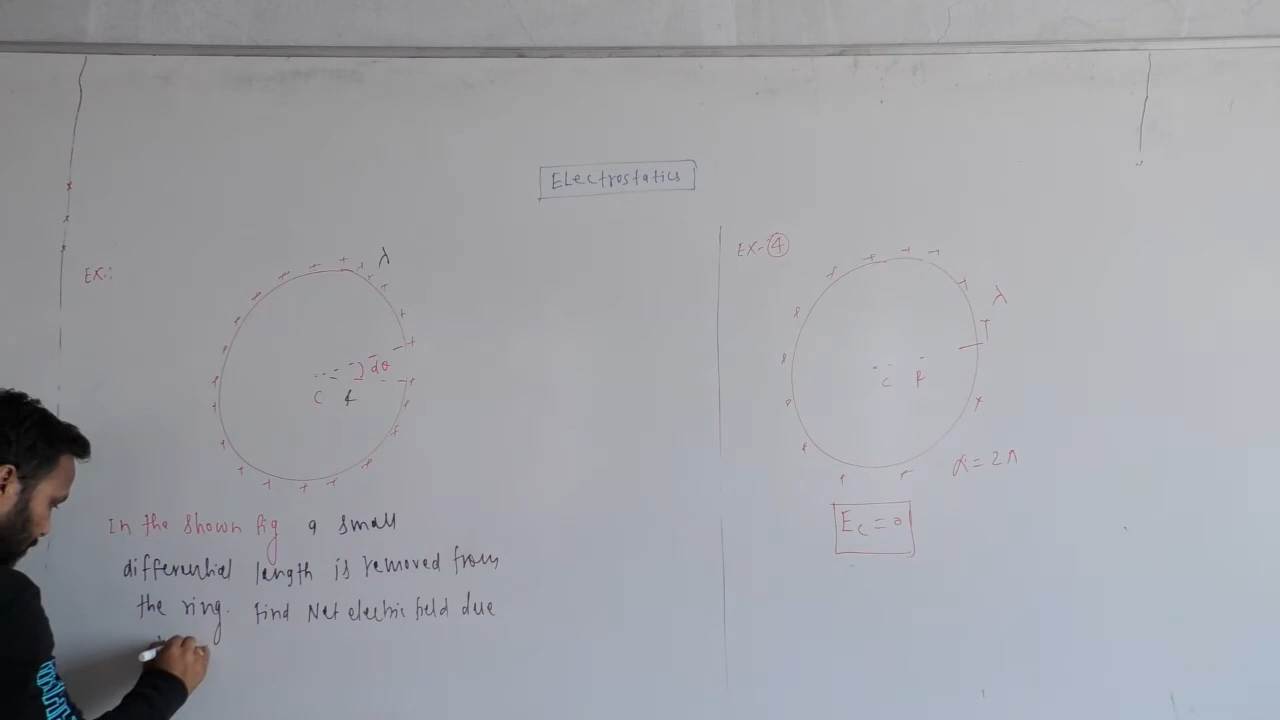 Electrostatics
EX:
λ
dθ
C R
In the shown fig a small
differential length is removed from
the ring. Find Net electric field due
EX-④
λ
C R
α = 2π
E_C = 0